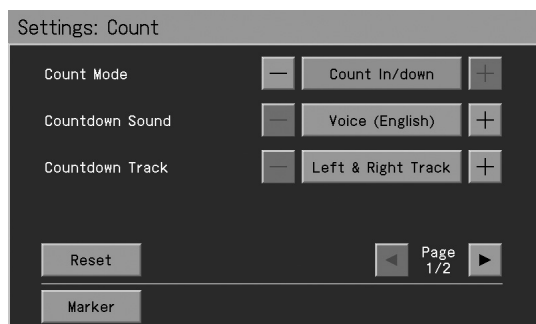 Settings: Count
Count Mode — Count In/down +
Countdown Sound — Voice (English) +
Countdown Track — Left & Right Track +
Reset ◀ Page ▶
1/2
Marker